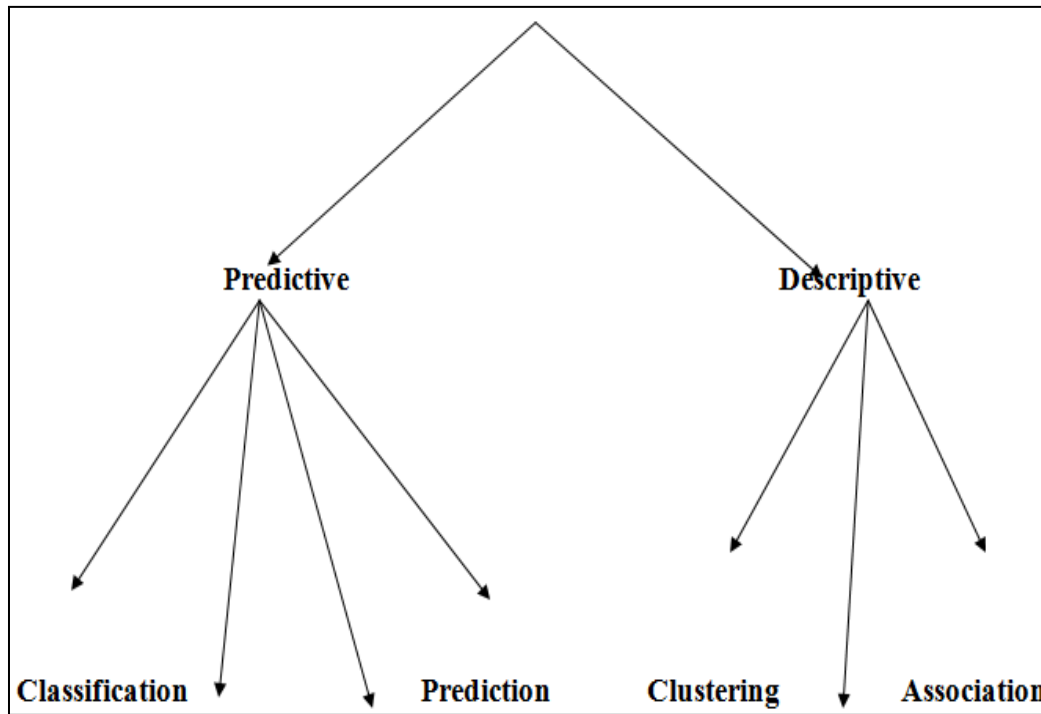 Predictive
Descriptive
Classification
Prediction
Clustering
Association